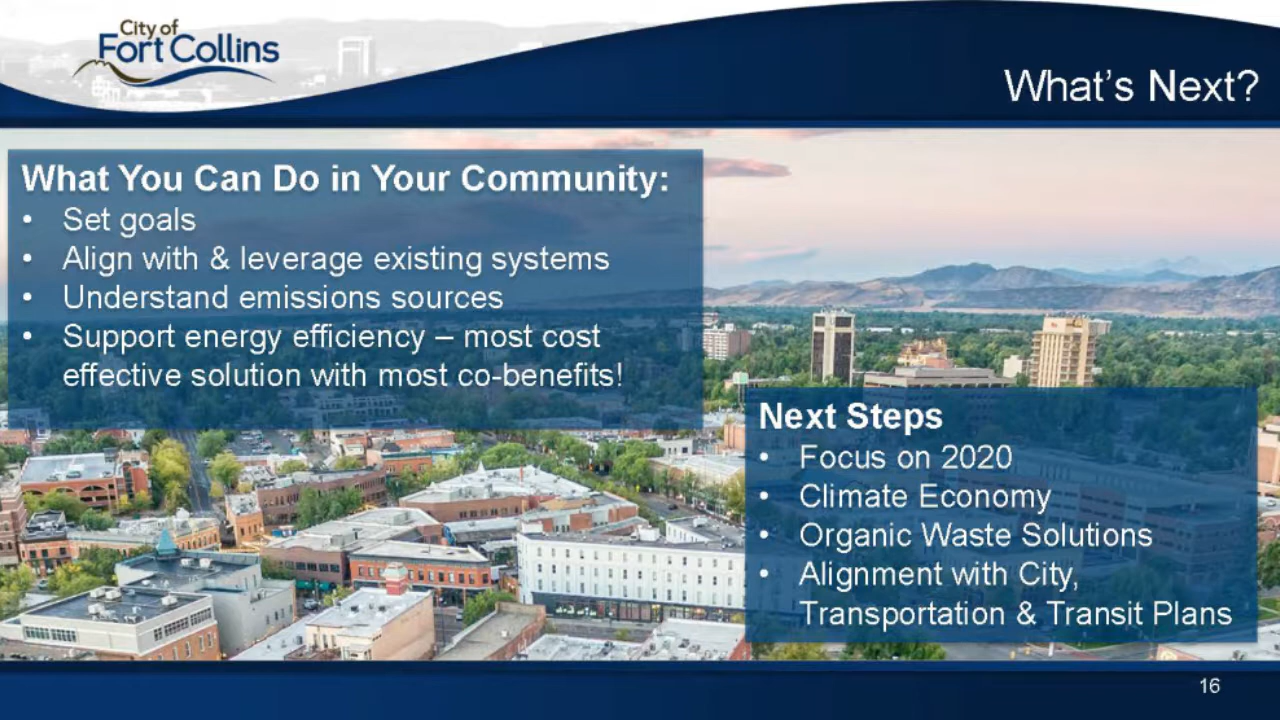 City of
Fort Collins
What's Next?
What You Can Do in Your Community:
• Set goals
• Align with & leverage existing systems
• Understand emissions sources
• Support energy efficiency – most cost
effective solution with most co-benefits!
Next Steps
• Focus on 2020
• Climate Economy
• Organic Waste Solutions
• Alignment with City,
Transportation & Transit Plans
16